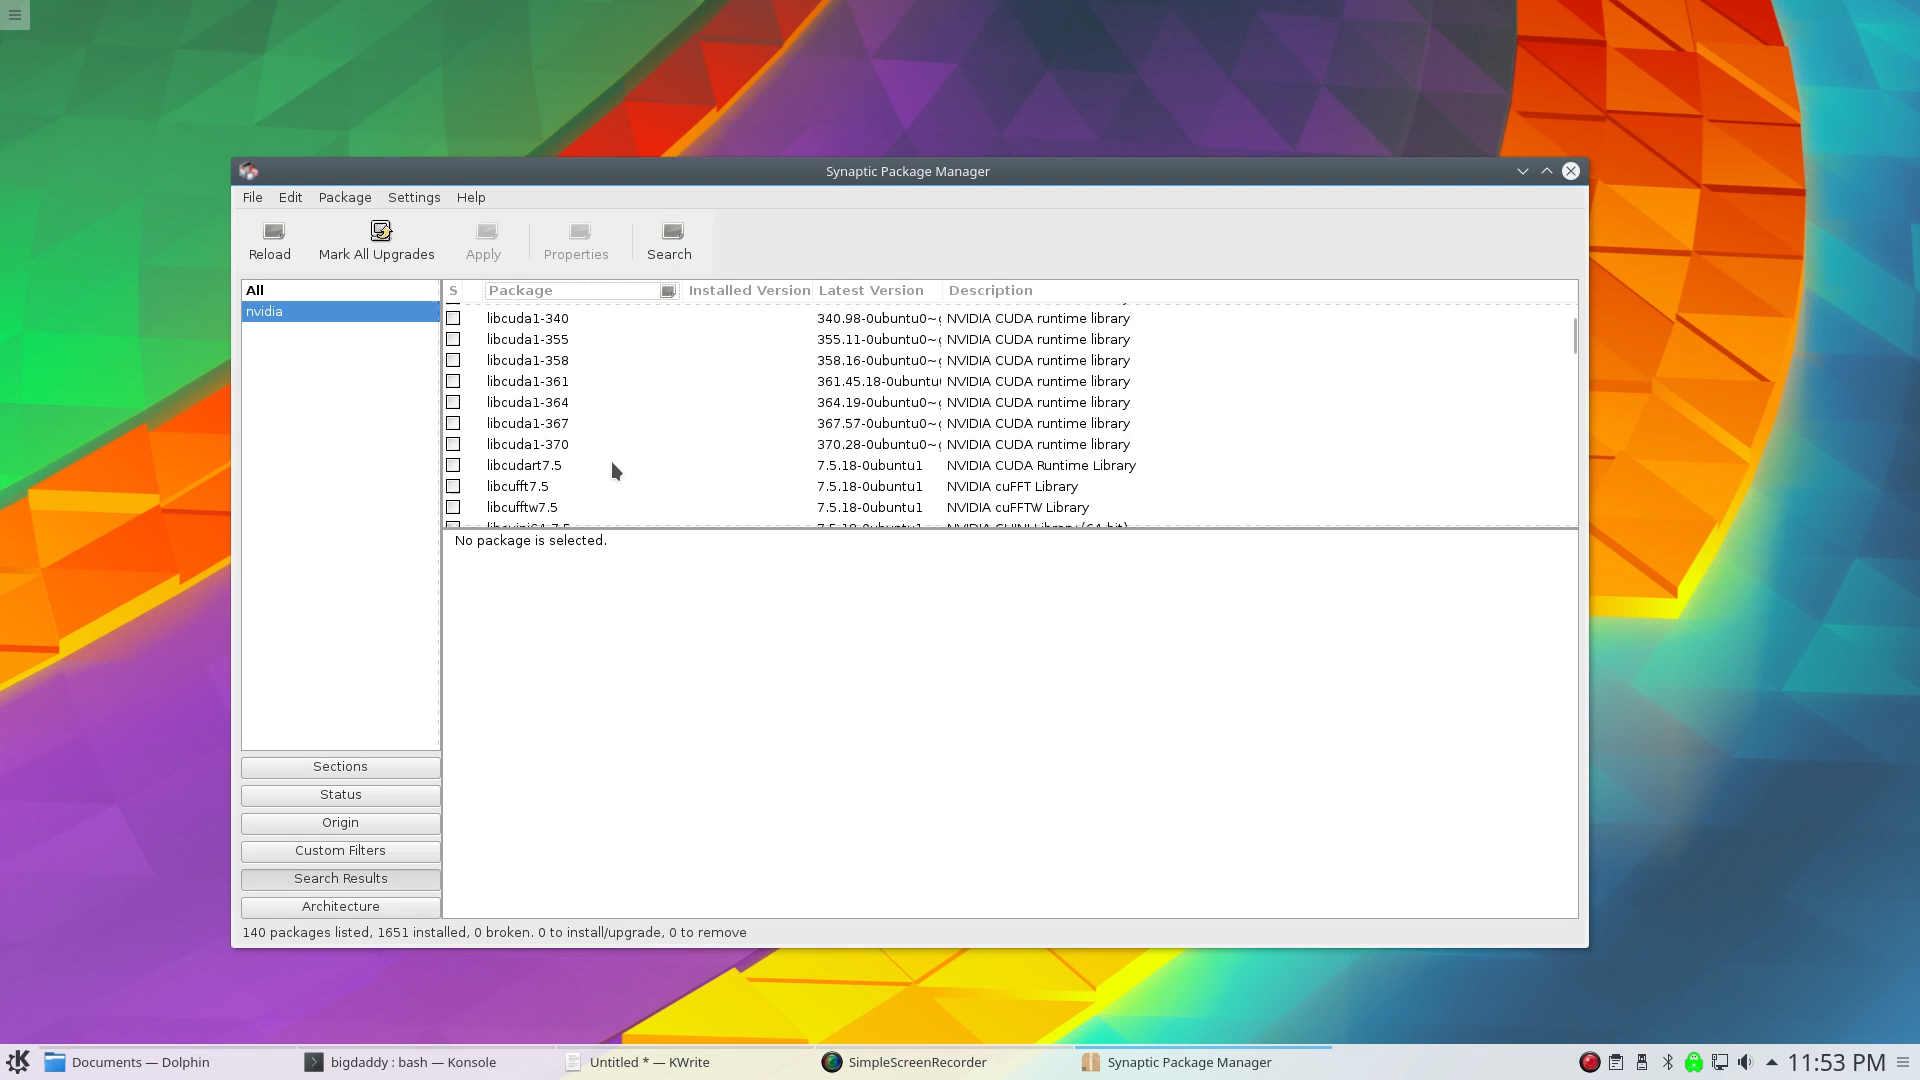 Synaptic Package Manager
File Edit Package Settings Help
Reload Mark All Upgrades Apply Properties Search
All
nvidia
S Package Installed Version Latest Version Description
libcuda1-340 340.98-0ubuntu0~ NVIDIA CUDA runtime library
libcuda1-355 355.11-0ubuntu0~ NVIDIA CUDA runtime library
libcuda1-358 358.16-0ubuntu0~ NVIDIA CUDA runtime library
libcuda1-361 361.45.18-0ubuntu NVIDIA CUDA runtime library
libcuda1-364 364.19-0ubuntu0~ NVIDIA CUDA runtime library
libcuda1-367 367.57-0ubuntu0~ NVIDIA CUDA runtime library
libcuda1-370 370.28-0ubuntu0~ NVIDIA CUDA runtime library
libcudart7.5 7.5.18-0ubuntu1 NVIDIA CUDA Runtime Library
libcufft7.5 7.5.18-0ubuntu1 NVIDIA cuFFT Library
libcufftw7.5 7.5.18-0ubuntu1 NVIDIA cuFFTW Library
No package is selected.
Sections
Status
Origin
Custom Filters
Search Results
Architecture
140 packages listed, 1651 installed, 0 broken. 0 to install/upgrade, 0 to remove
Documents — Dolphin bigdaddy : bash — Konsole Untitled * — KWrite SimpleScreenRecorder Synaptic Package Manager 11:53 PM